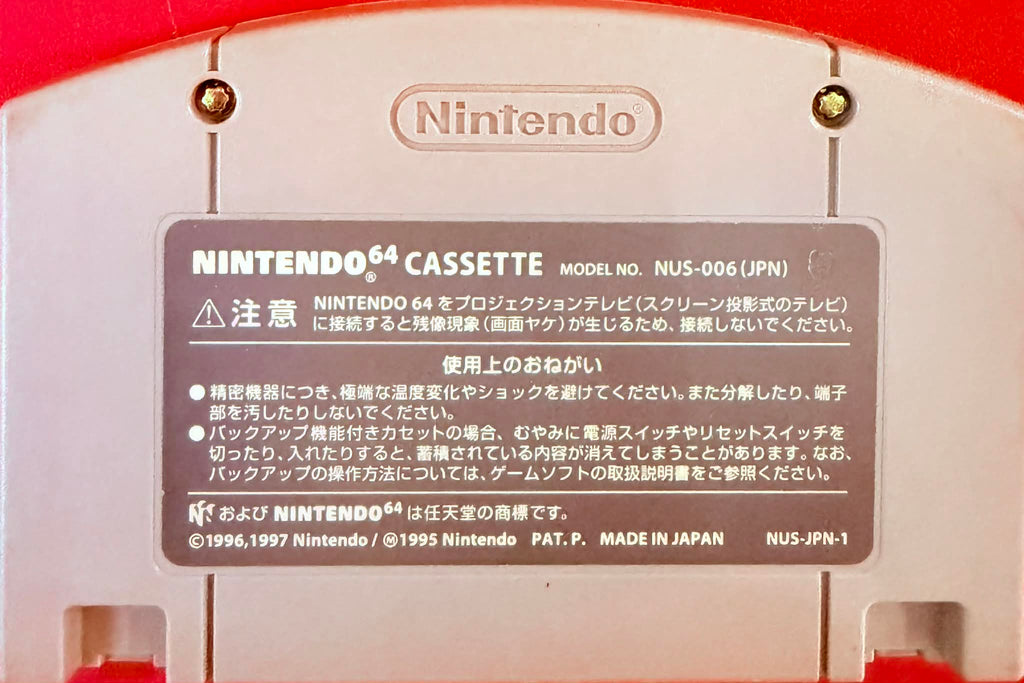 Nintendo®
NINTENDO64® CASSETTE MODEL NO. NUS-006(JPN)
注意 NINTENDO 64をプロジェクションテレビ(スクリーン投影式のテレビ)
に接続すると残像現象(画面ヤケ)が生じるため、接続しないでください。
使用上のおねがい
●精密機器につき、極端な温度変化やショックを避けてください。また分解したり、端子
部を汚したりしないでください。
●バックアップ機能付きカセットの場合、むやみに電源スイッチやリセットスイッチを
切ったり、入れたりすると、蓄積されている内容が消えてしまうことがあります。なお、
バックアップの操作方法については、ゲームソフトの取扱説明書をご参照ください。
および NINTENDO64 は任天堂の商標です。
©1996,1997 Nintendo / Ⓜ1995 Nintendo PAT. P. MADE IN JAPAN NUS-JPN-1